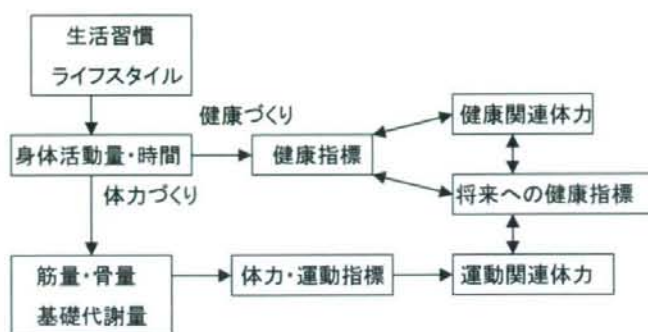 生活習慣
ライフスタイル
健康づくり
健康関連体力
身体活動量・時間
健康指標
体力づくり
将来への健康指標
筋量・骨量
基礎代謝量
体力・運動指標
運動関連体力